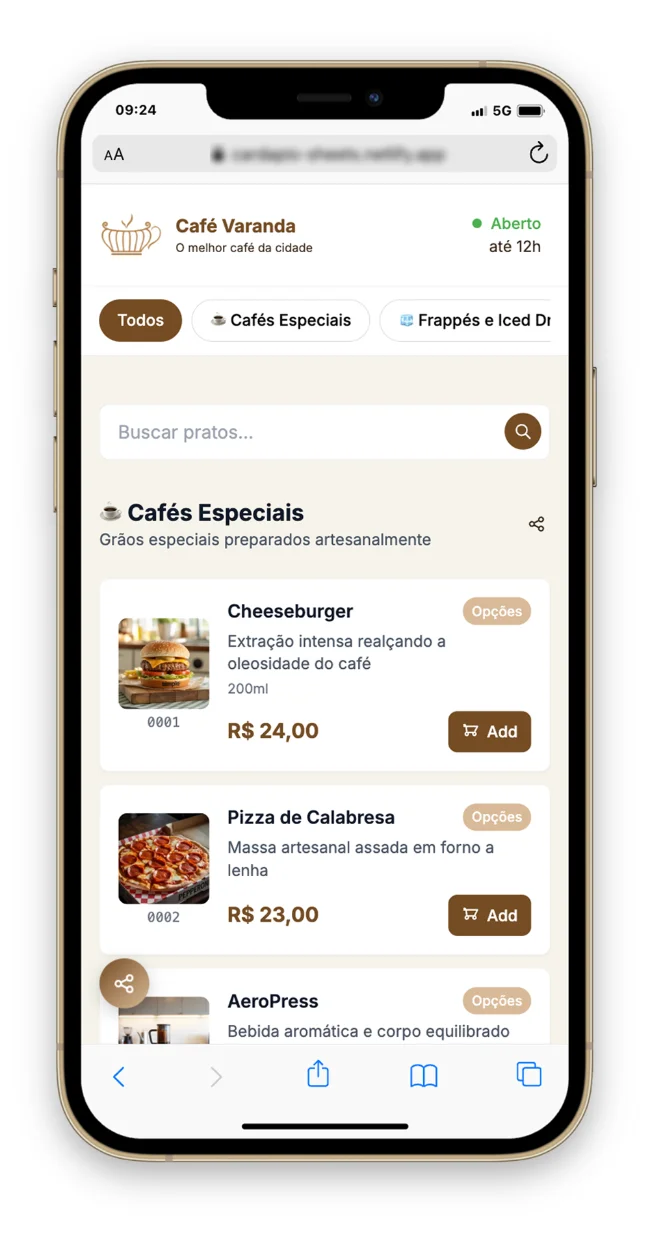 09:24
5G
AA
Café Varanda
O melhor café da cidade
Aberto
até 12h
Todos
Cafés Especiais
Frappés e Iced Dr
Buscar pratos...
Cafés Especiais
Grãos especiais preparados artesanalmente
Cheeseburger
Opções
Extração intensa realçando a
oleosidade do café
200ml
0001
R$ 24,00
Add
Pizza de Calabresa
Opções
Massa artesanal assada em forno a
lenha
0002
R$ 23,00
Add
AeroPress
Opções
Bebida aromática e corpo equilibrado